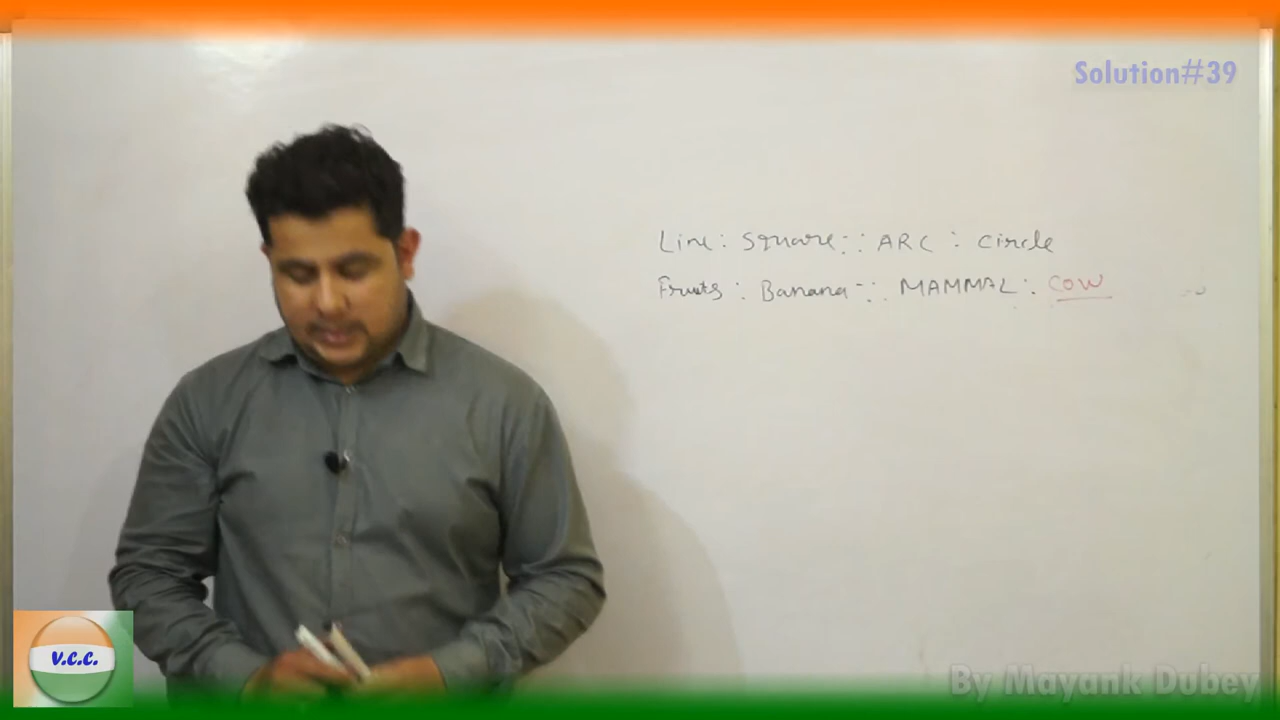 Solution#39
Line : Square :: ARC : Circle
Fruits : Banana :: MAMMAL : COW
V.C.C.
By Mayank Dubey